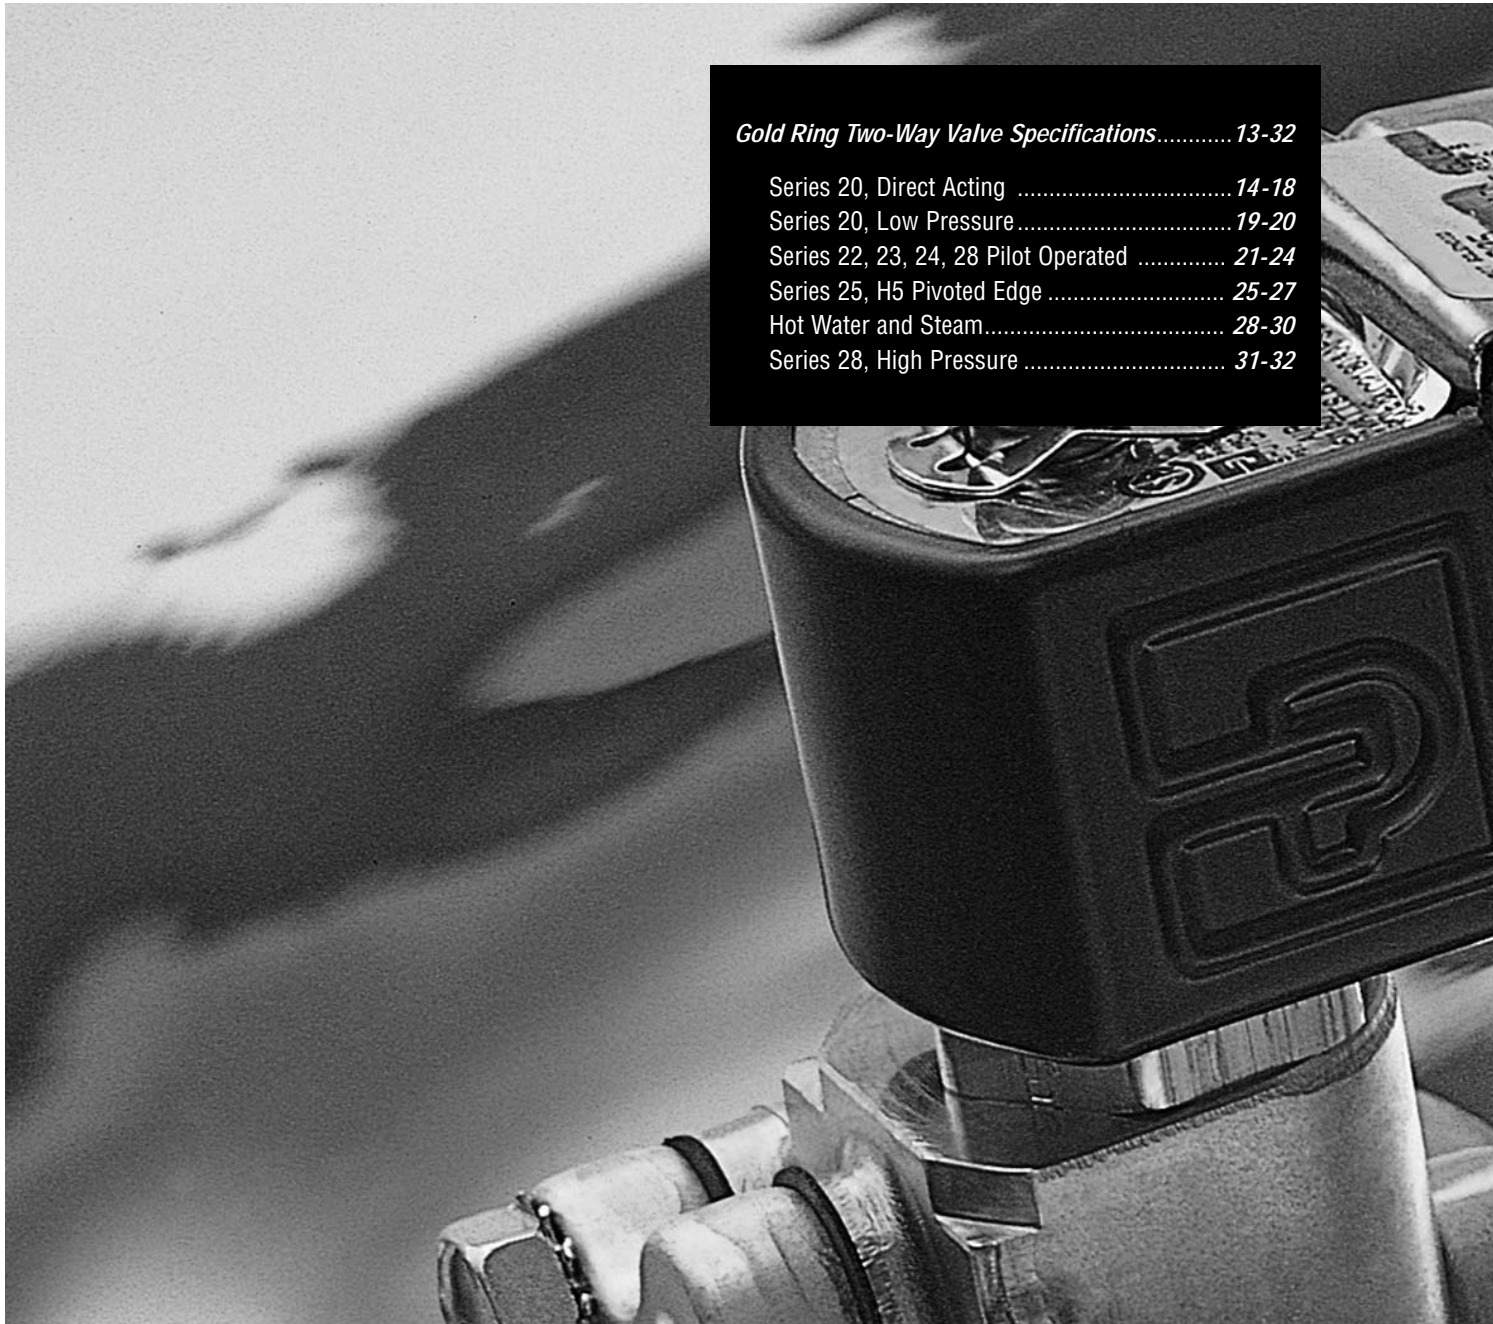 Gold Ring Two-Way Valve Specifications............13-32
Series 20, Direct Acting ..................................14-18
Series 20, Low Pressure..................................19-20
Series 22, 23, 24, 28 Pilot Operated .............. 21-24
Series 25, H5 Pivoted Edge ............................ 25-27
Hot Water and Steam...................................... 28-30
Series 28, High Pressure ................................ 31-32